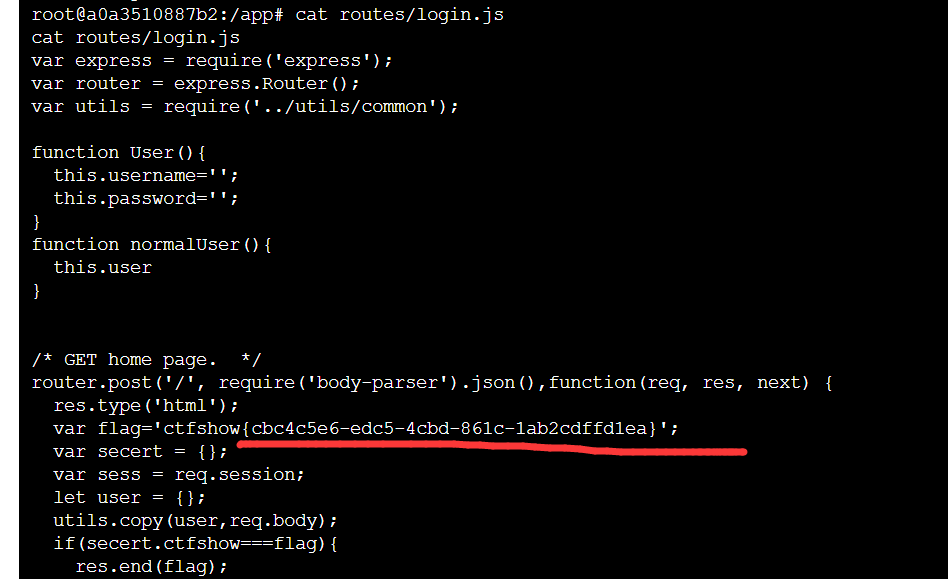 root@a0a3510887b2:/app# cat routes/login.js
cat routes/login.js
var express = require('express');
var router = express.Router();
var utils = require('../utils/common');
function User(){
this.username='';
this.password='';
}
function normalUser(){
this.user
}
/* GET home page.  */
router.post('/', require('body-parser').json(),function(req, res, next) {
res.type('html');
var flag='ctfshow{cbc4c5e6-edc5-4cbd-861c-1ab2cdffd1ea}';
var secert = {};
var sess = req.session;
let user = {};
utils.copy(user,req.body);
if(secert.ctfshow===flag){
res.end(flag);